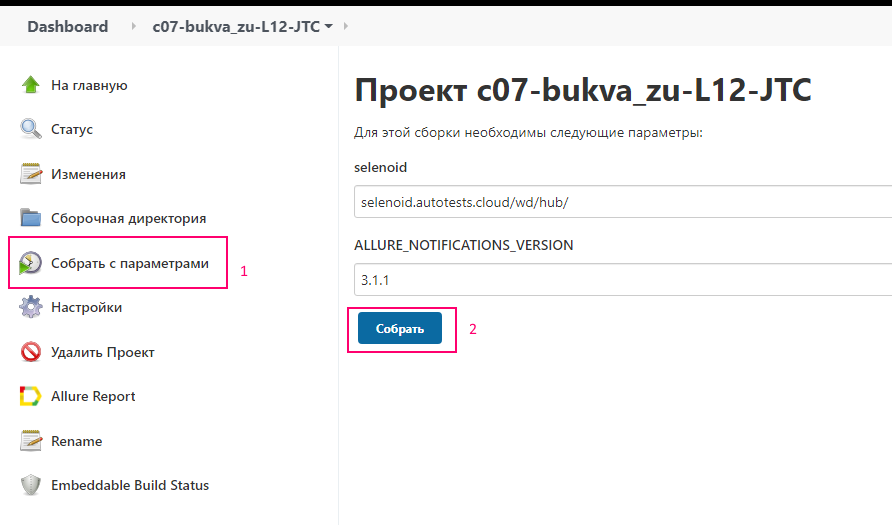 Dashboard c07-bukva_zu-L12-JTC
На главную
Статус
Изменения
Сборочная директория
Собрать с параметрами
1
Настройки
Удалить Проект
Allure Report
Rename
Embeddable Build Status
Проект c07-bukva_zu-L12-JTC
Для этой сборки необходимы следующие параметры:
selenoid
selenoid.autotests.cloud/wd/hub/
ALLURE_NOTIFICATIONS_VERSION
3.1.1
Собрать
2